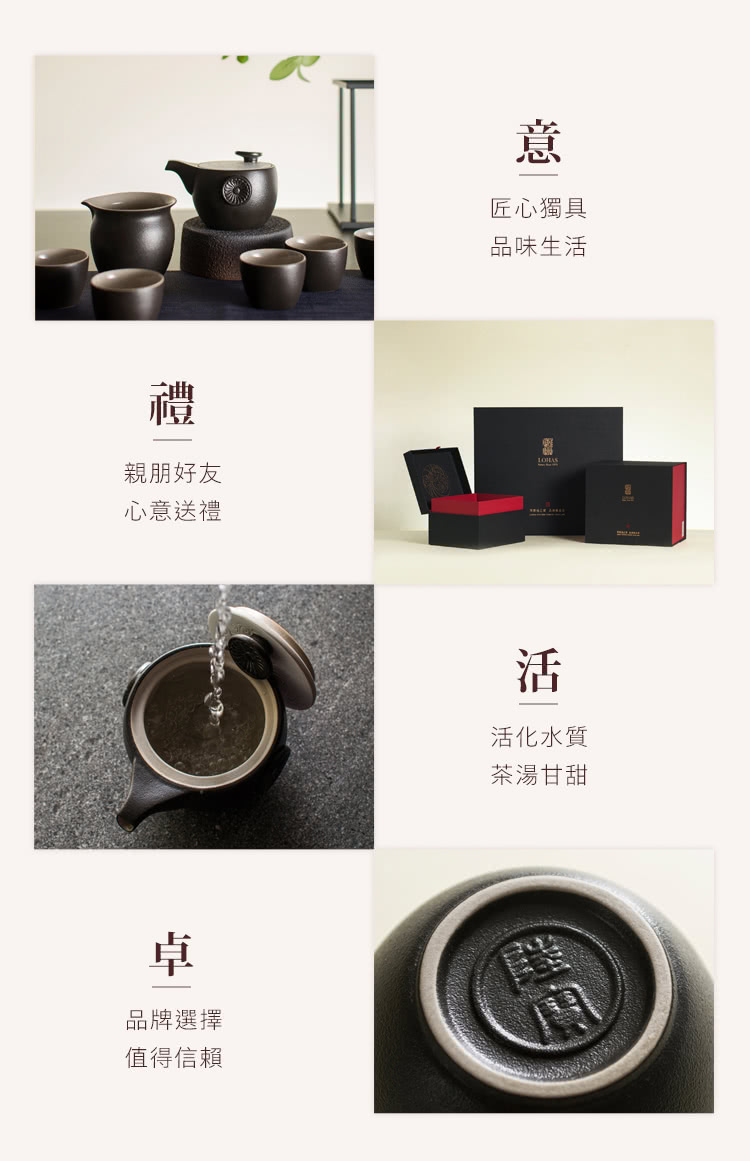 意
匠心獨具
品味生活
禮
親朋好友
心意送禮
LOHAS
活
活化水質
茶湯甘甜
卓
品牌選擇
值得信賴
陸寶